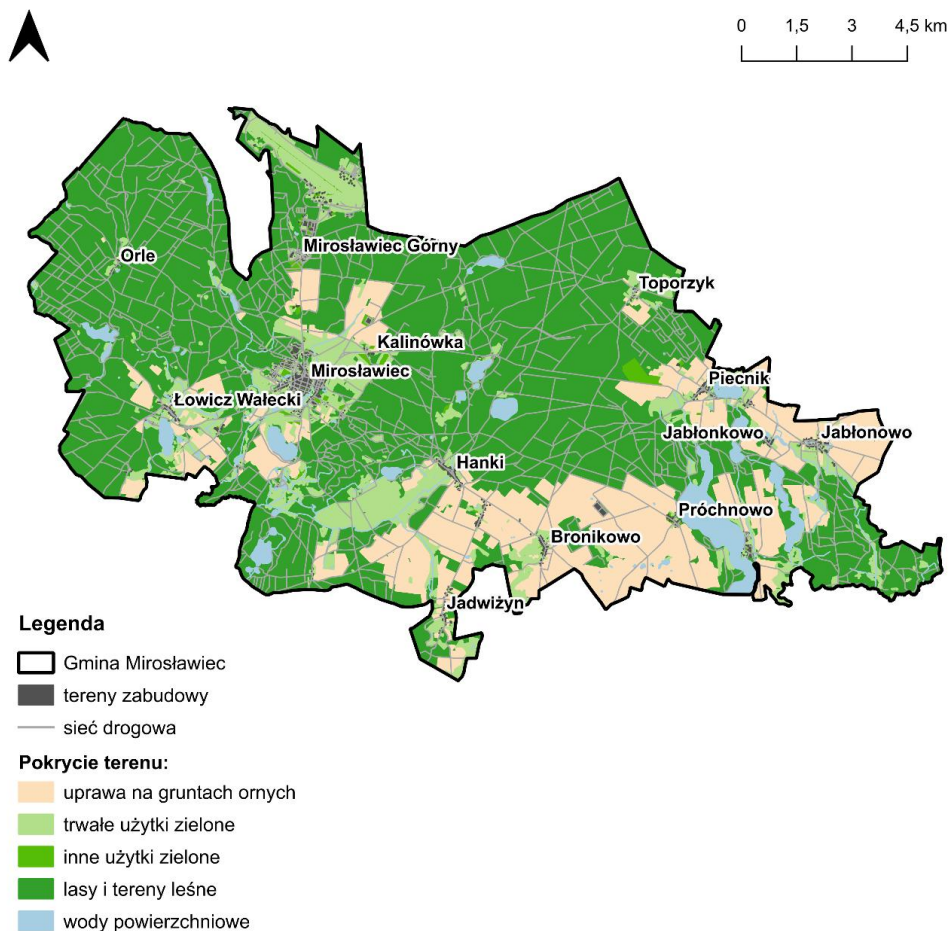 0 1,5 3 4,5 km
Mirosławiec Górny
Orle
Toporzyk
Kalinówka
Mirosławiec
Piecnik
Łowicz Wałecki
Jabłonkowo
Jabłonowo
Hanki
Próchnowo
Bronikowo
Jadwiżyn
Legenda
Gmina Mirosławiec
tereny zabudowy
sieć drogowa
Pokrycie terenu:
uprawa na gruntach ornych
trwałe użytki zielone
inne użytki zielone
lasy i tereny leśne
wody powierzchniowe